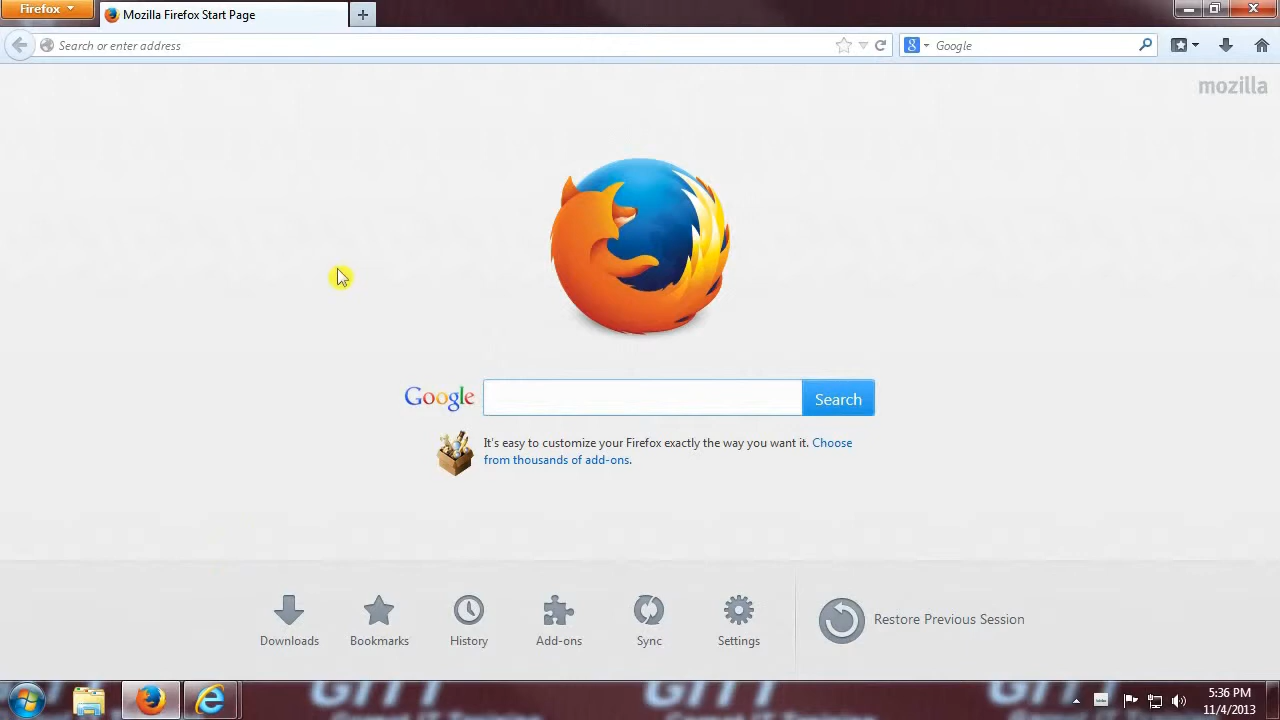 Firefox
Mozilla Firefox Start Page
Search or enter address
Google
mozilla
Google
Search
It's easy to customize your Firefox exactly the way you want it. Choose
from thousands of add-ons.
Downloads
Bookmarks
History
Add-ons
Sync
Settings
Restore Previous Session
5:36 PM
11/4/2013